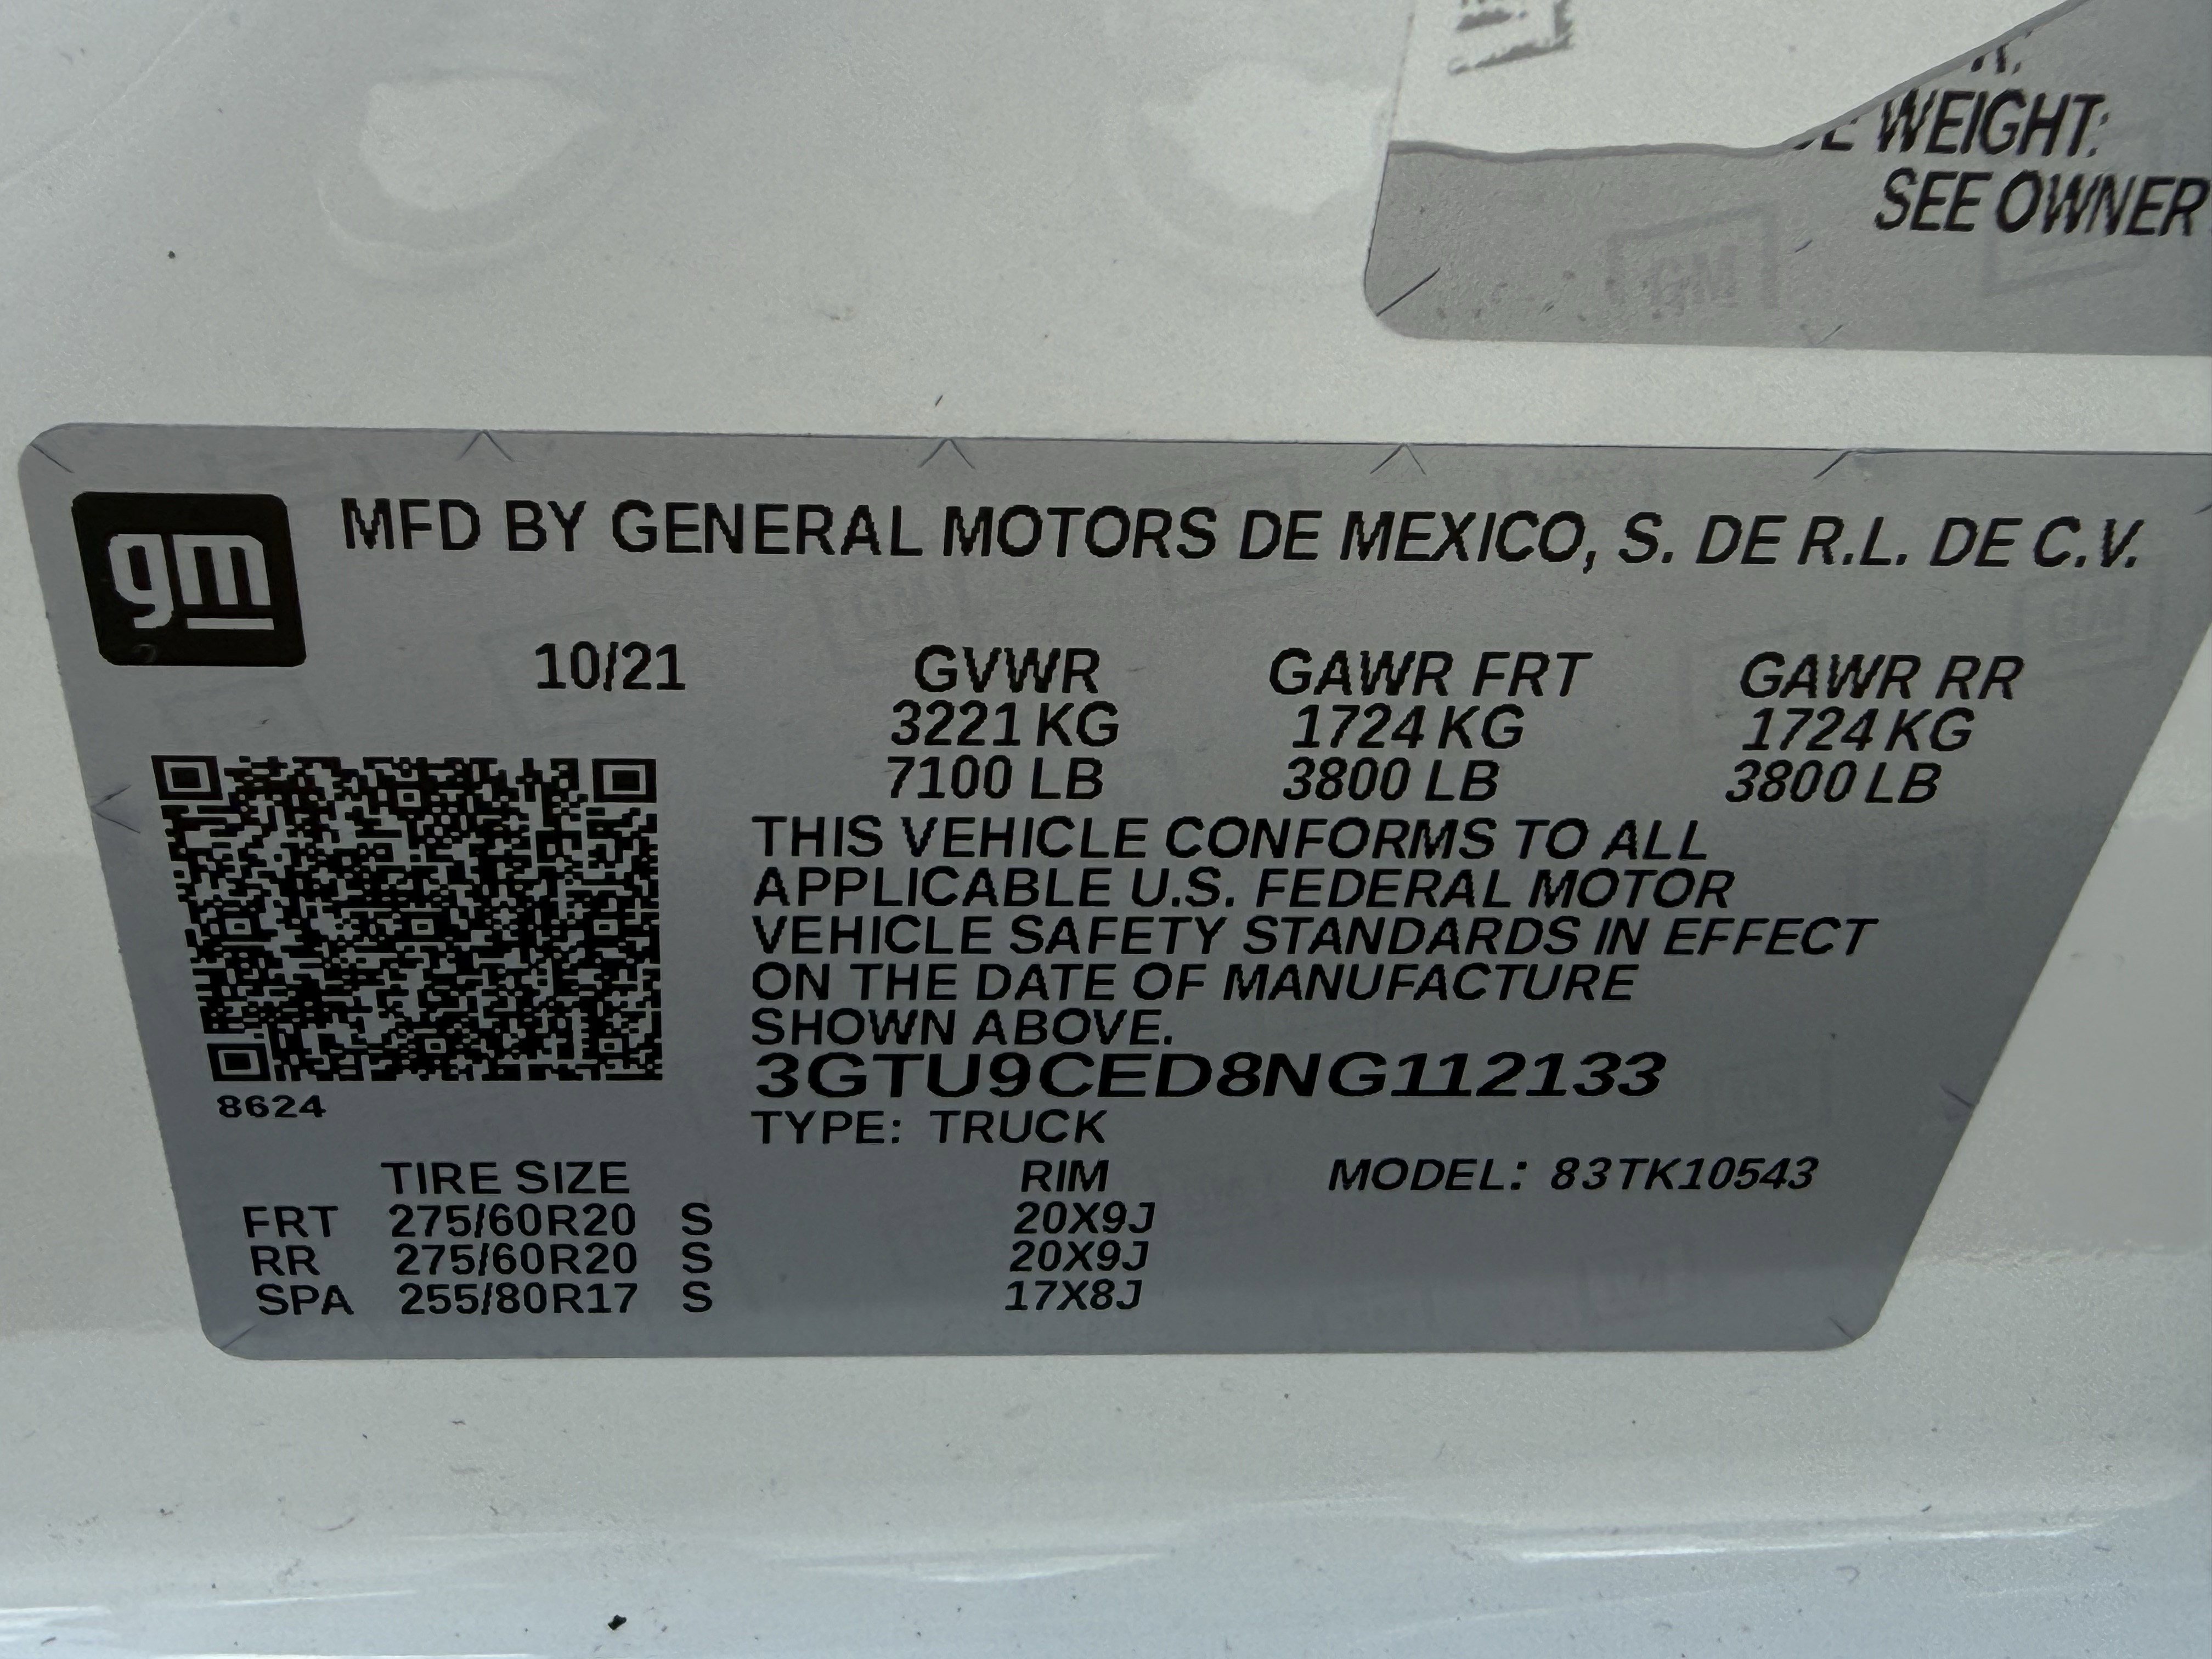 WEIGHT:
SEE OWNER
gm
MFD BY GENERAL MOTORS DE MEXICO, S. DE R.L. DE C.V.
10/21 GVWR GAWR FRT GAWR RR
3221 KG 1724 KG 1724 KG
7100 LB 3800 LB 3800 LB
THIS VEHICLE CONFORMS TO ALL
APPLICABLE U.S. FEDERAL MOTOR
VEHICLE SAFETY STANDARDS IN EFFECT
ON THE DATE OF MANUFACTURE
SHOWN ABOVE.
3GTU9CED8NG112133
8624
TYPE: TRUCK
TIRE SIZE RIM MODEL: 83TK10543
FRT 275/60R20 S 20X9J
RR 275/60R20 S 20X9J
SPA 255/80R17 S 17X8J